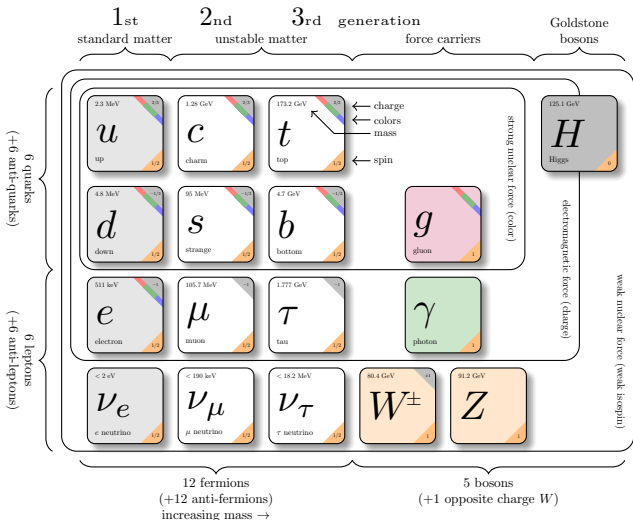 1st 2nd 3rd generation
standard matter unstable matter force carriers Goldstone bosons
2.3 MeV 2/3 u up 1/2
1.28 GeV 2/3 c charm 1/2
173.2 GeV 2/3 t top 1/2
charge
colors
mass
spin
125.1 GeV H Higgs 0
4.8 MeV −1/3 d down 1/2
95 MeV −1/3 s strange 1/2
4.7 GeV −1/3 b bottom 1/2
g gluon 1
511 keV −1 e electron 1/2
105.7 MeV −1 μ muon 1/2
1.777 GeV −1 τ tau 1/2
γ photon 1
< 2 eV νe e neutrino 1/2
< 190 keV νμ μ neutrino 1/2
< 18.2 MeV ντ τ neutrino 1/2
80.4 GeV ±1 W± 1
91.2 GeV Z 1
6 quarks
(+6 anti-quarks)
6 leptons
(+6 anti-leptons)
strong nuclear force (color)
electromagnetic force (charge)
weak nuclear force (weak isospin)
12 fermions
(+12 anti-fermions)
increasing mass →
5 bosons
(+1 opposite charge W)